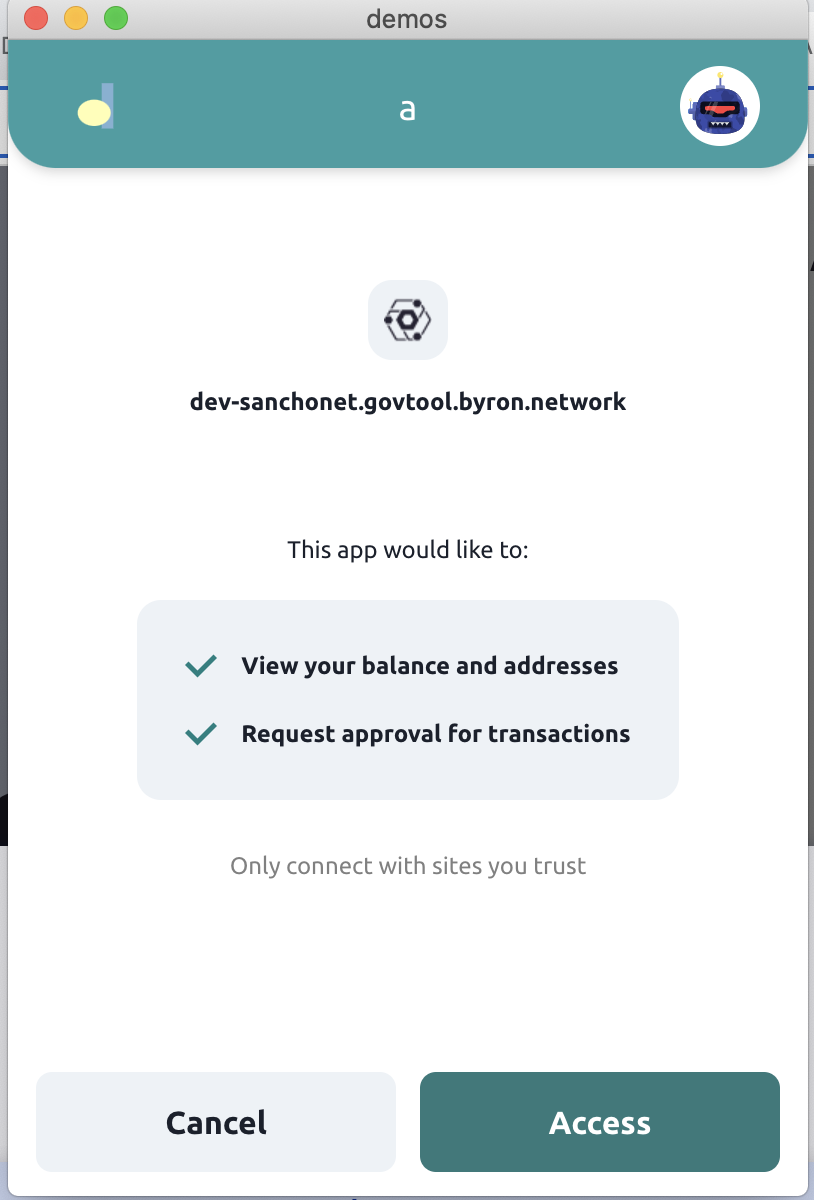 demos
a
dev-sanchonet.govtool.byron.network
This app would like to:
View your balance and addresses
Request approval for transactions
Only connect with sites you trust
Cancel
Access